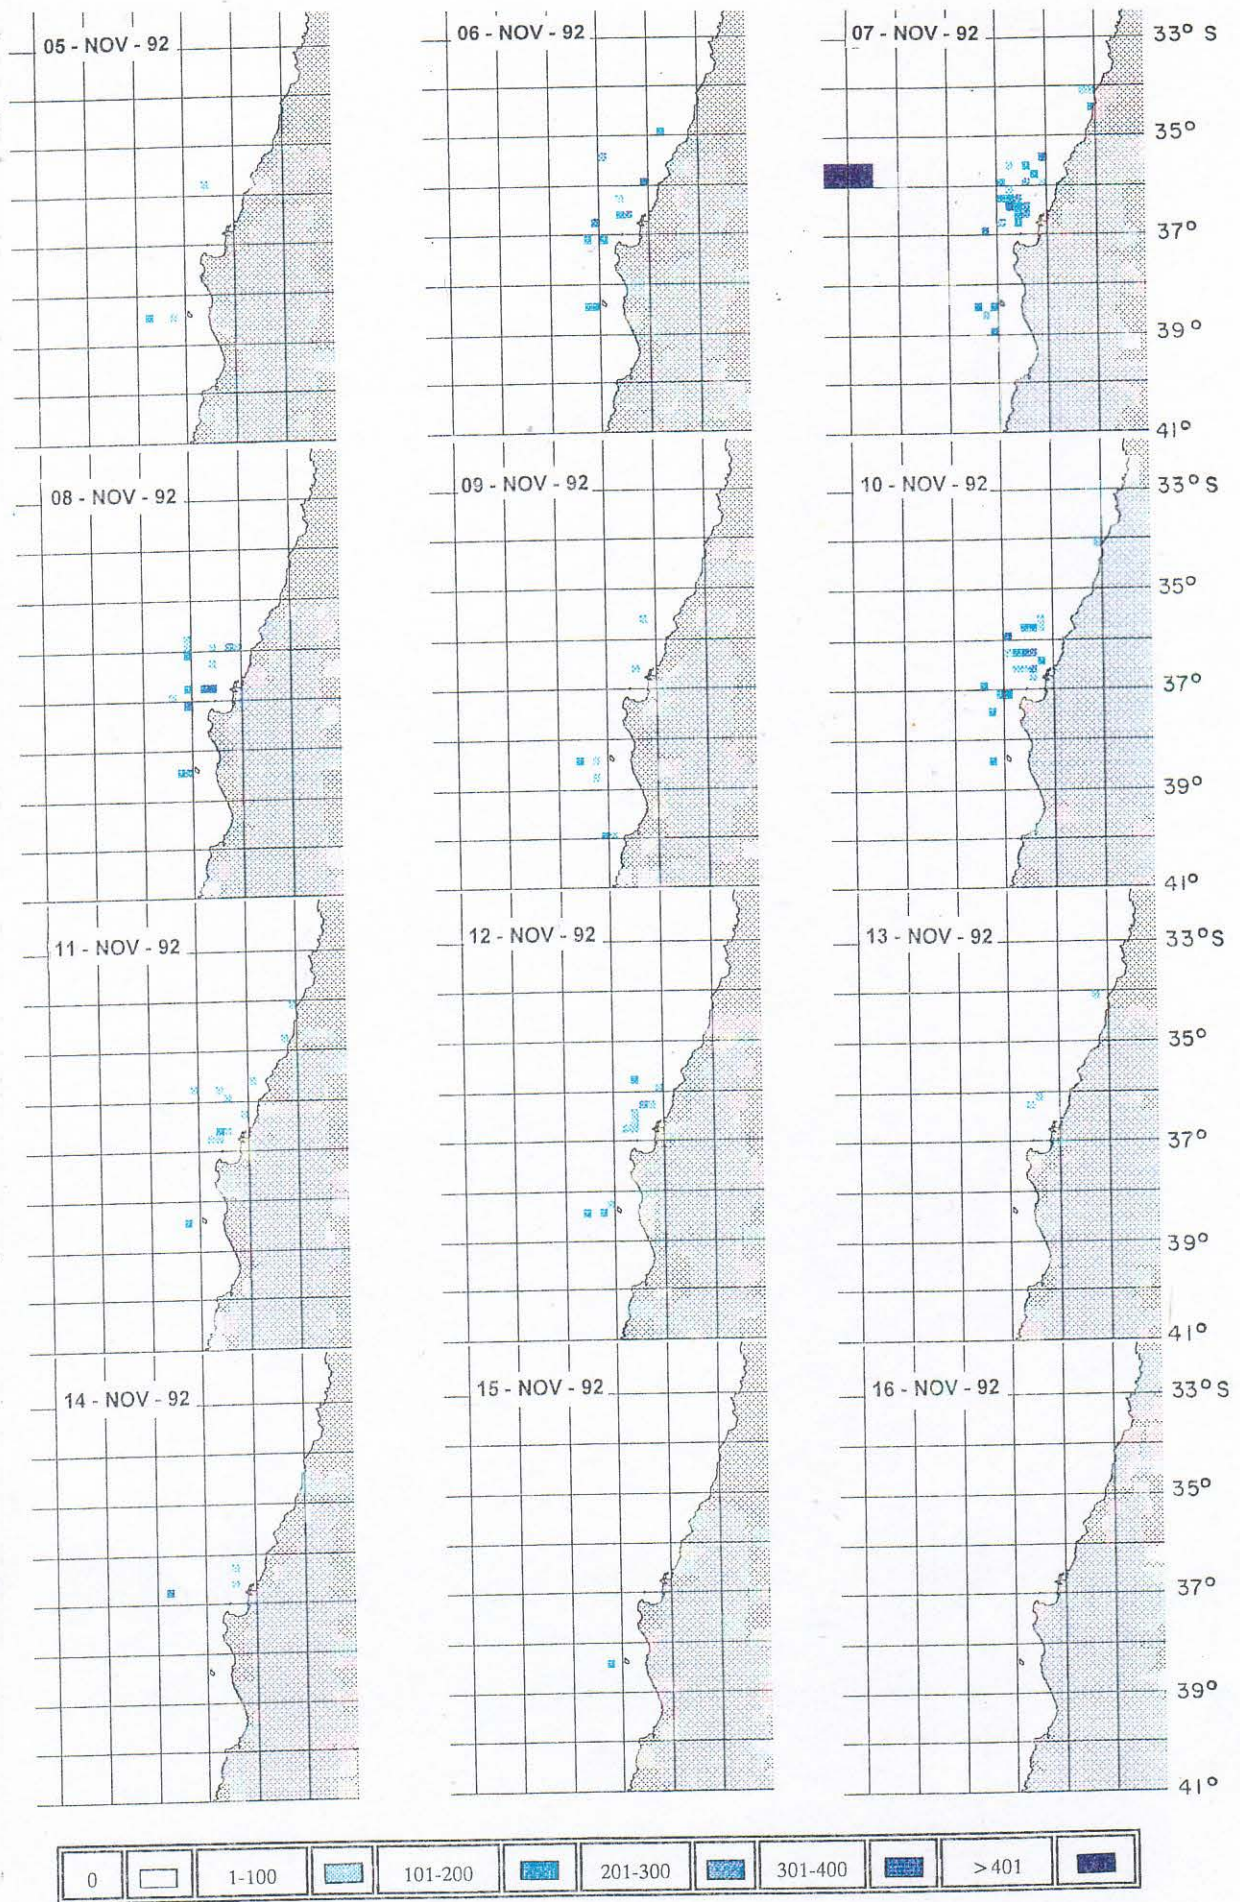 05 - NOV - 92
06 - NOV - 92
07 - NOV - 92
33° S
35°
37°
39°
41°
08 - NOV - 92
09 - NOV - 92
10 - NOV - 92
33° S
35°
37°
39°
41°
11 - NOV - 92
12 - NOV - 92
13 - NOV - 92
33° S
35°
37°
39°
41°
14 - NOV - 92
15 - NOV - 92
16 - NOV - 92
33° S
35°
37°
39°
41°
0 1-100 101-200 201-300 301-400 >401